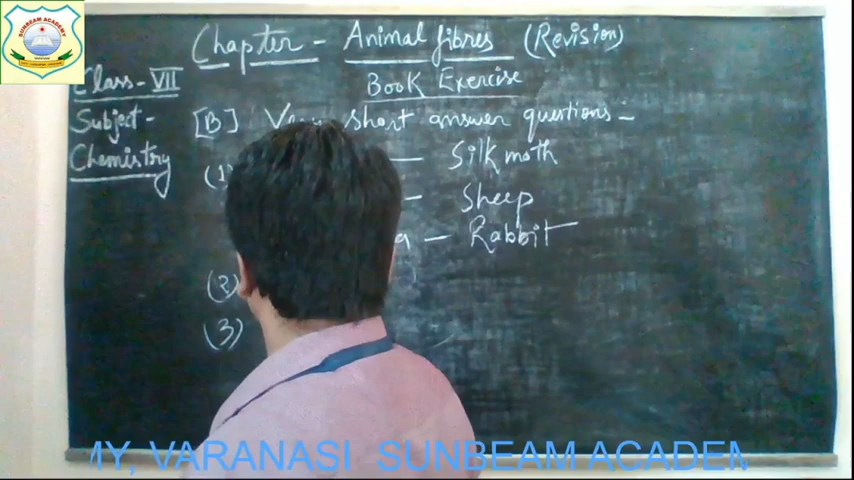 SUNBEAM ACADEMY
Chapter - Animal fibres (Revision)
Class - VII
Book Exercise
Subject -
Chemistry
[B] Very short answer questions -
(1) — Silk moth
— Sheep
a — Rabbit
(2)
(3)
MY, VARANASI SUNBEAM ACADEM